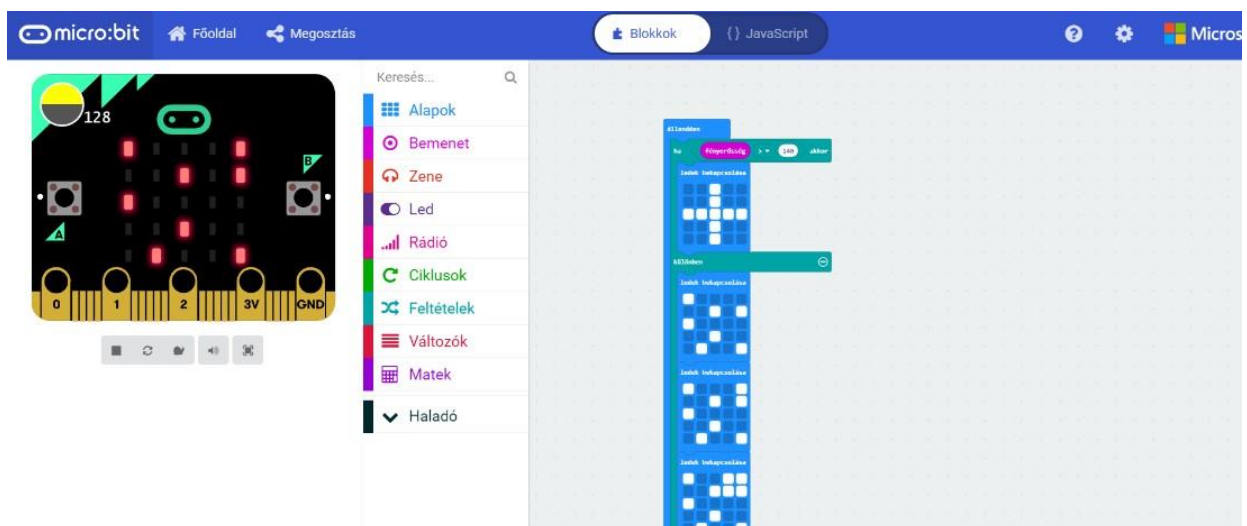 micro:bit
Főoldal
Megosztás
Blokkok
{} JavaScript
Micros
128
B
A
0 1 2 3V GND
Keresés...
Alapok
Bemenet
Zene
Led
Rádió
Ciklusok
Feltételek
Változók
Matek
Haladó
állandóan
ha fényerősség > 140 akkor
ledek bekapcsolása
különben
ledek bekapcsolása
ledek bekapcsolása
ledek bekapcsolása